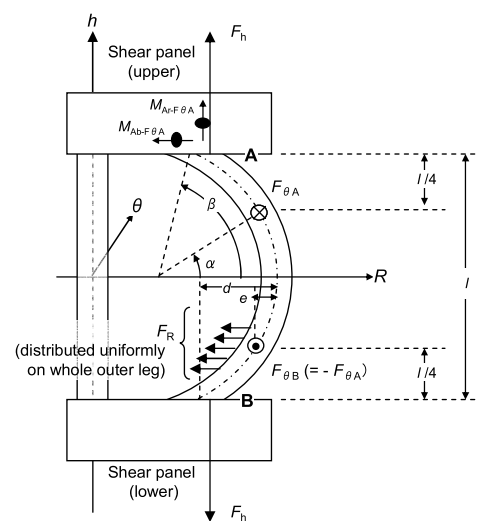 h
F_h
Shear panel
(upper)
M_Ar-FθA
M_Ab-FθA
A
F_θA
l/4
θ
β
α
R
d
e
l
F_R
(distributed uniformly
on whole outer leg)
F_θB (= - F_θA)
l/4
B
Shear panel
(lower)
F_h